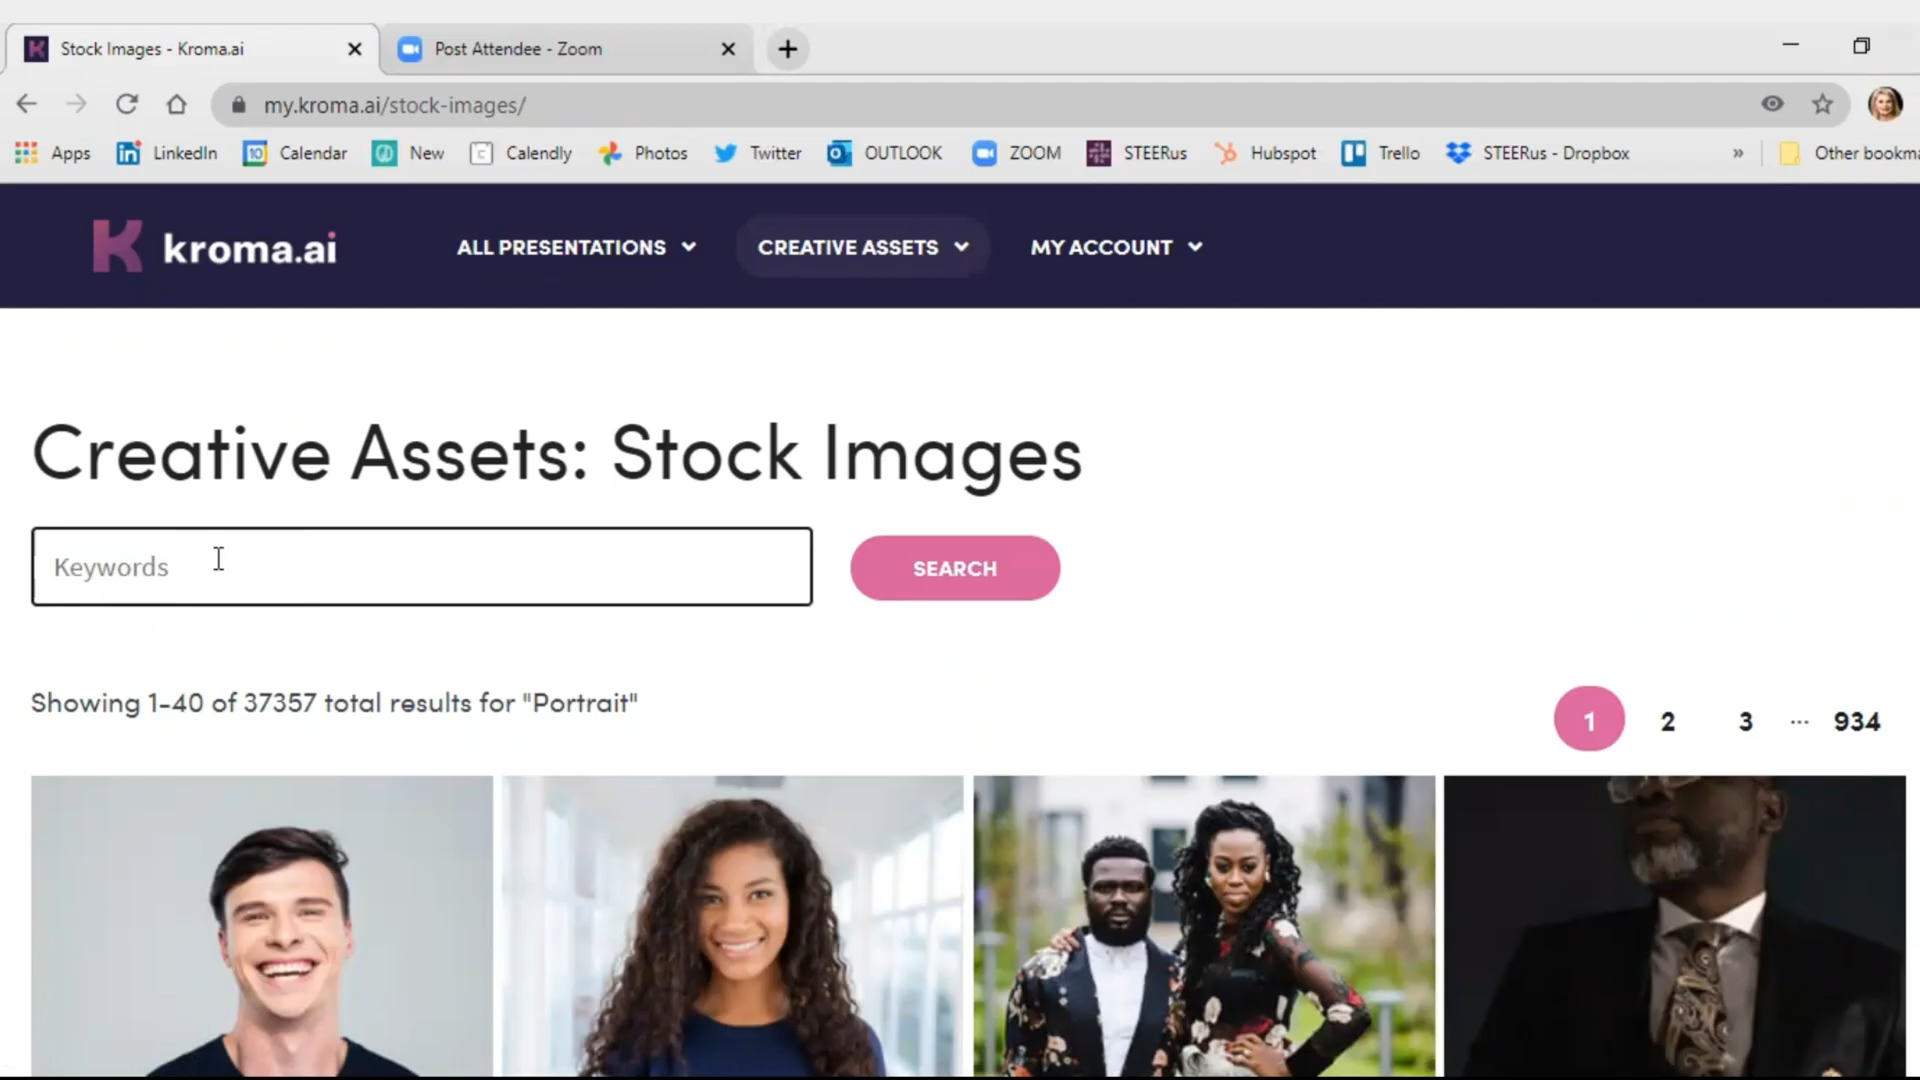 Stock Images - Kroma.ai
Post Attendee - Zoom
my.kroma.ai/stock-images/
Apps
LinkedIn
10
Calendar
New
C
Calendly
Photos
Twitter
OUTLOOK
ZOOM
STEERus
Hubspot
Trello
STEERus - Dropbox
»
Other bookma
kroma.ai
ALL PRESENTATIONS
CREATIVE ASSETS
MY ACCOUNT
Creative Assets: Stock Images
Keywords
SEARCH
Showing 1-40 of 37357 total results for "Portrait"
1 2 3 ... 934